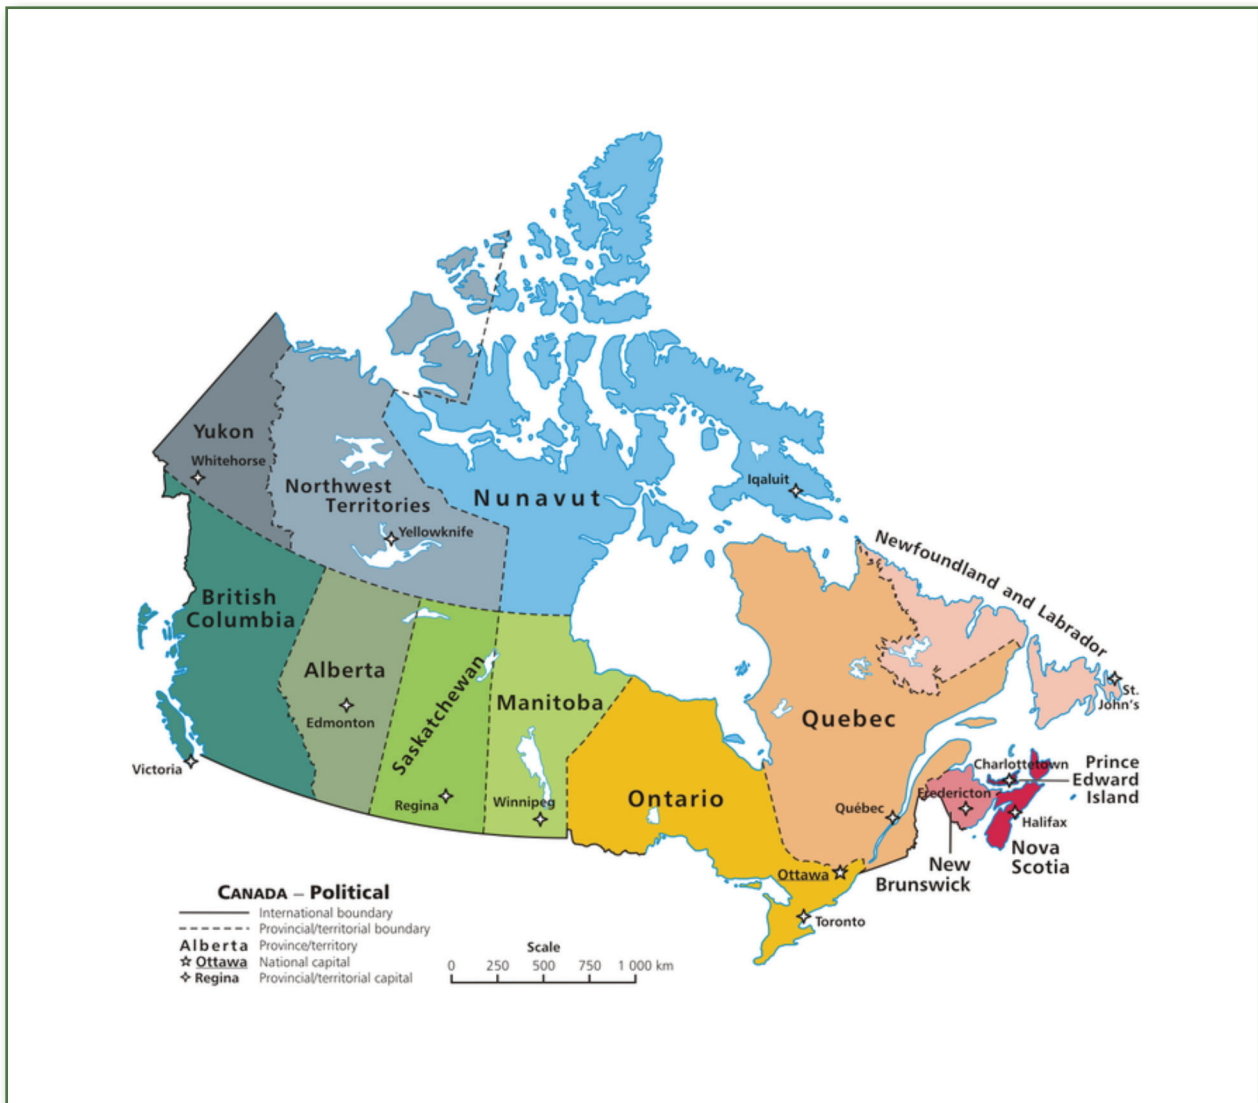 Yukon
Whitehorse
Northwest
Territories
Yellowknife
Nunavut
Iqaluit
British
Columbia
Victoria
Alberta
Edmonton
Saskatchewan
Regina
Manitoba
Winnipeg
Ontario
Ottawa
Toronto
Quebec
Québec
Newfoundland and Labrador
St.
John's
Charlottetown
Prince
Edward
Island
Fredericton
Halifax
Nova
Scotia
New
Brunswick
CANADA – Political
International boundary
Provincial/territorial boundary
Alberta Province/territory
Ottawa National capital
Regina Provincial/territorial capital
Scale
0 250 500 750 1 000 km